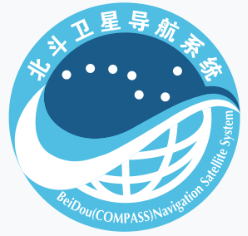 北斗卫星导航系统
BeiDou(COMPASS)Navigation Satellite System